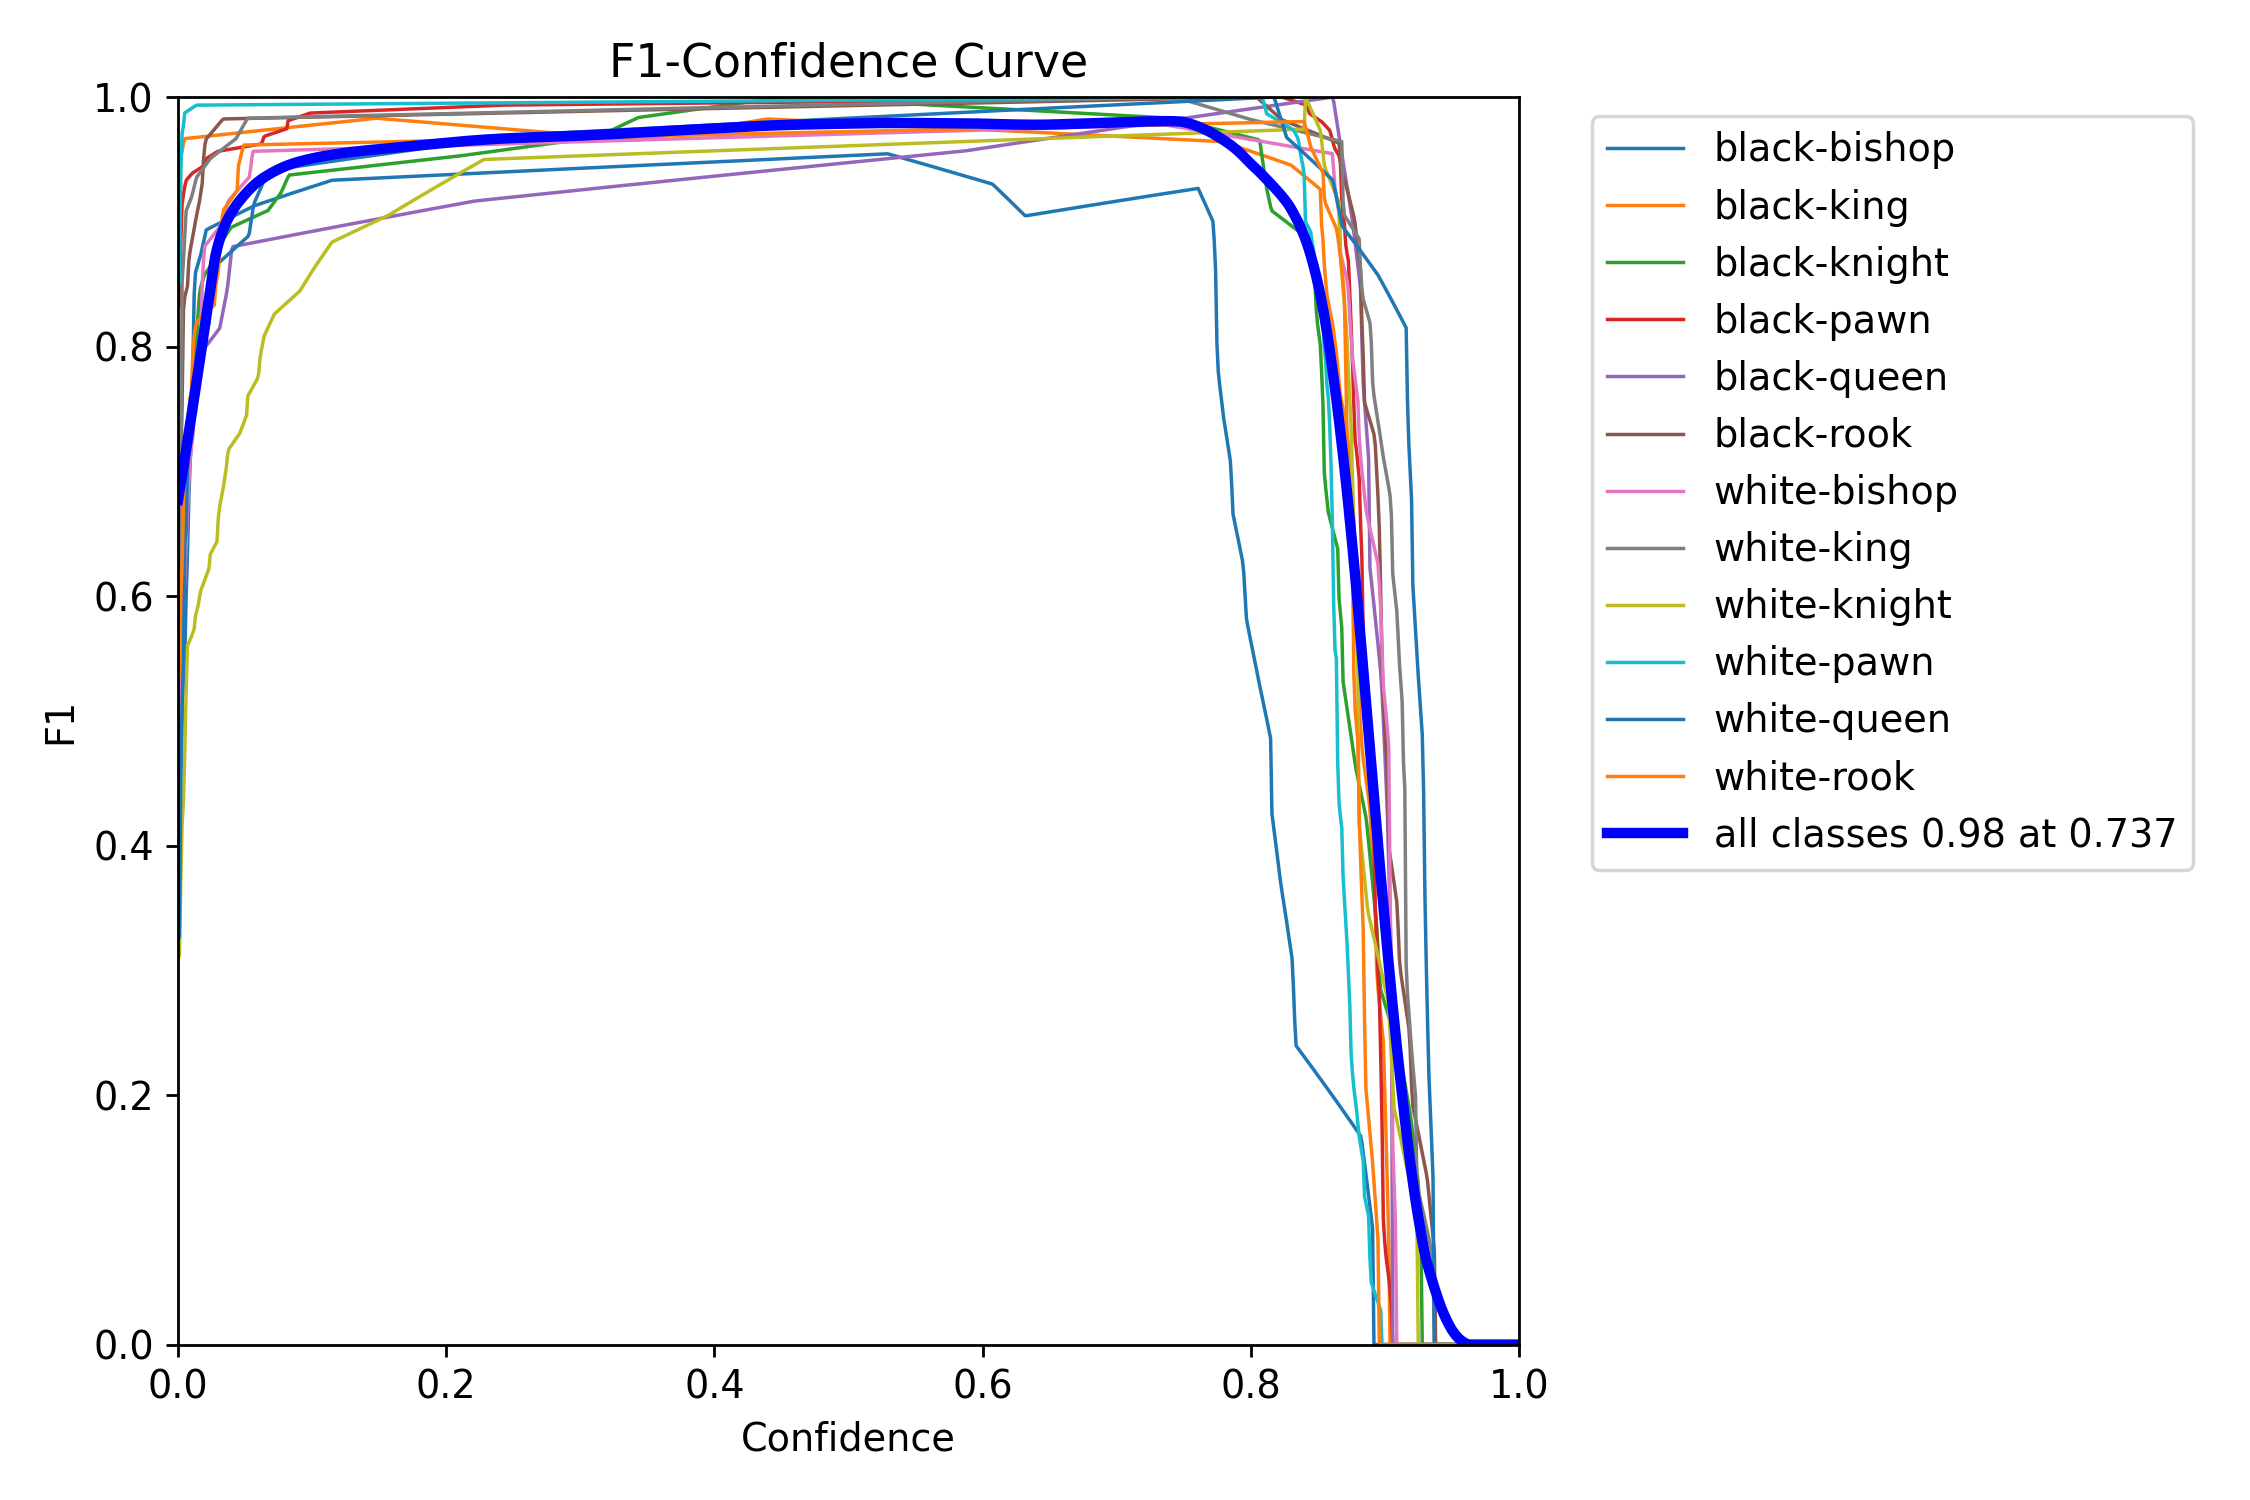 F1-Confidence Curve
1.0
0.8
0.6
0.4
0.2
0.0
F1
0.0 0.2 0.4 0.6 0.8 1.0
Confidence
black-bishop
black-king
black-knight
black-pawn
black-queen
black-rook
white-bishop
white-king
white-knight
white-pawn
white-queen
white-rook
all classes 0.98 at 0.737